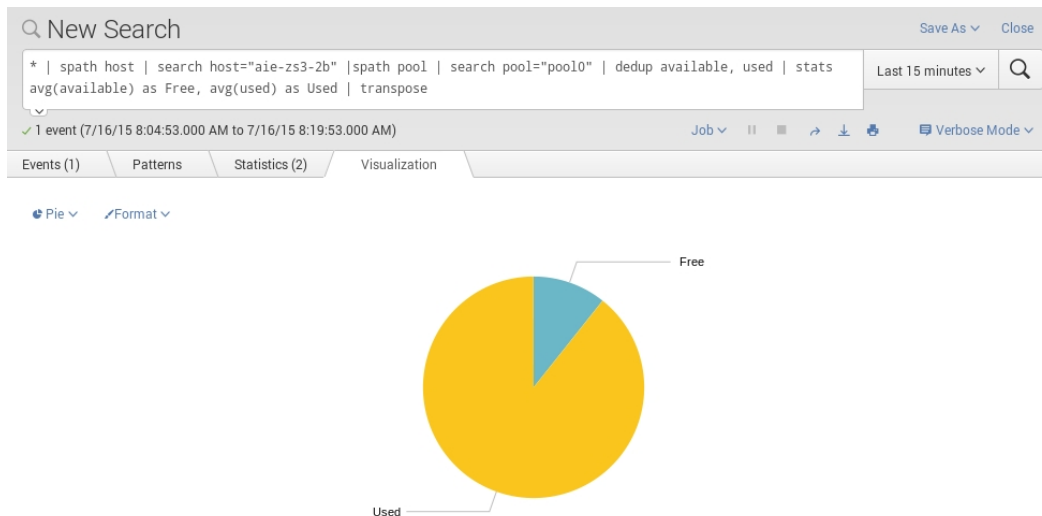 New Search
Save As
Close
* | spath host | search host="aie-zs3-2b" |spath pool | search pool="pool0" | dedup available, used | stats
avg(available) as Free, avg(used) as Used | transpose
Last 15 minutes
1 event (7/16/15 8:04:53.000 AM to 7/16/15 8:19:53.000 AM)
Job
Verbose Mode
Events (1)
Patterns
Statistics (2)
Visualization
Pie
Format
Free
Used